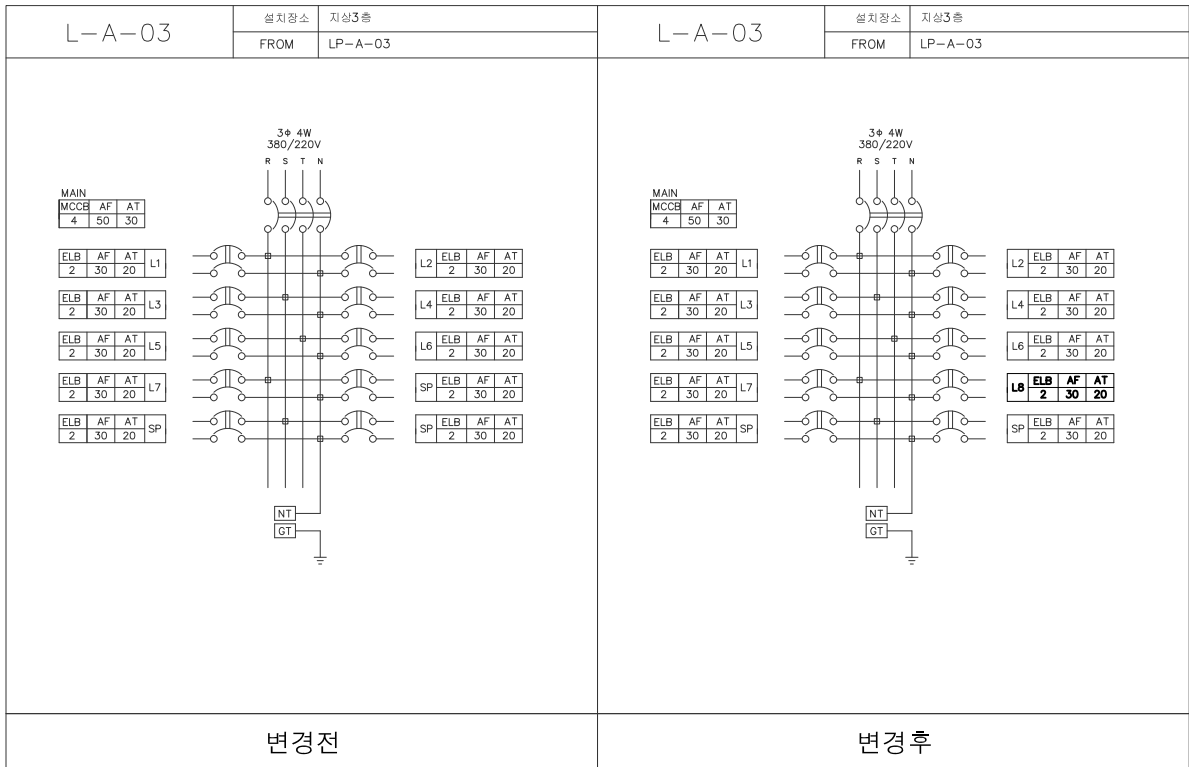 L-A-03
설치장소 지상3층
FROM LP-A-03
3Φ 4W
380/220V
R S T N
MAIN
MCCB AF AT
4 50 30
ELB AF AT L1
2 30 20
L2 ELB AF AT
2 30 20
ELB AF AT L3
2 30 20
L4 ELB AF AT
2 30 20
ELB AF AT L5
2 30 20
L6 ELB AF AT
2 30 20
ELB AF AT L7
2 30 20
SP ELB AF AT
2 30 20
ELB AF AT SP
2 30 20
SP ELB AF AT
2 30 20
NT
GT
변경전
L-A-03
설치장소 지상3층
FROM LP-A-03
3Φ 4W
380/220V
R S T N
MAIN
MCCB AF AT
4 50 30
ELB AF AT L1
2 30 20
L2 ELB AF AT
2 30 20
ELB AF AT L3
2 30 20
L4 ELB AF AT
2 30 20
ELB AF AT L5
2 30 20
L6 ELB AF AT
2 30 20
ELB AF AT L7
2 30 20
L8 ELB AF AT
2 30 20
ELB AF AT SP
2 30 20
SP ELB AF AT
2 30 20
NT
GT
변경후